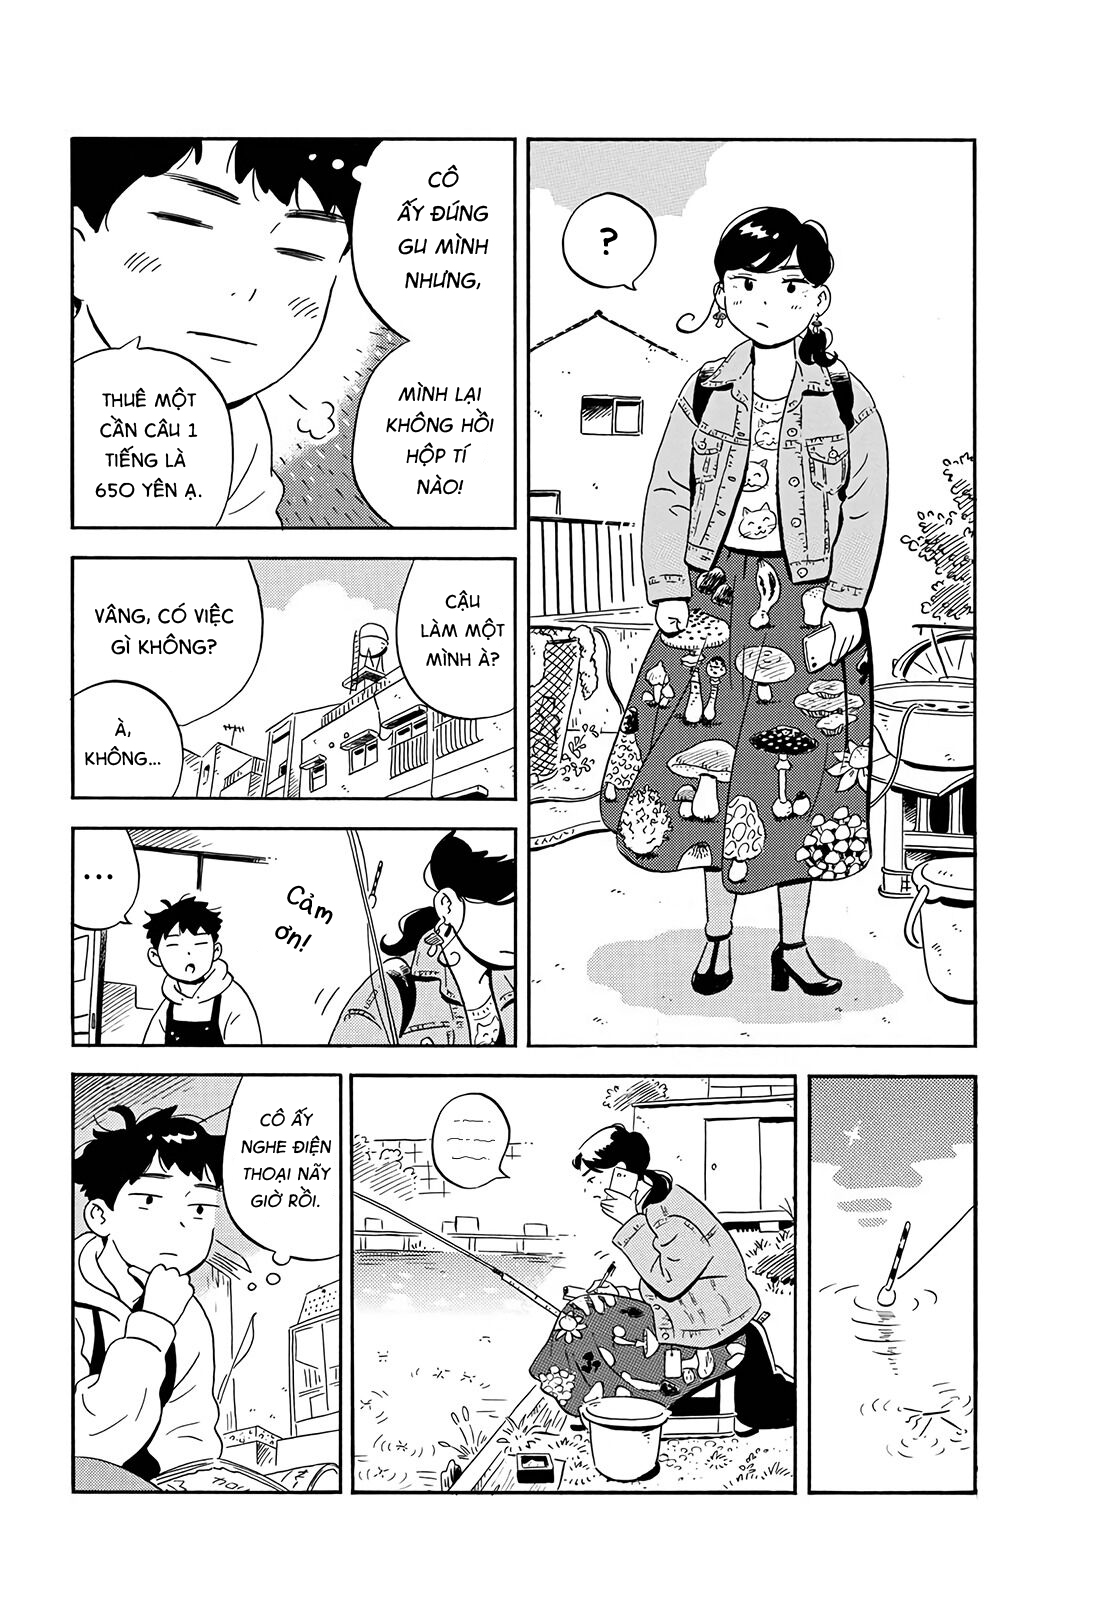 ?
CÔ
ẤY ĐÚNG
GU MÌNH
NHƯNG,
MÌNH LẠI
KHÔNG HỒI
HỘP TÍ
NÀO!
THUÊ MỘT
CẦN CÂU 1
TIẾNG LÀ
650 YÊN Ạ.
CẬU
LÀM MỘT
MÌNH À?
VÂNG, CÓ VIỆC
GÌ KHÔNG?
À,
KHÔNG...
Cảm
ơn!
...
CÔ ẤY
NGHE ĐIỆN
THOẠI NÃY
GIỜ RỒI.